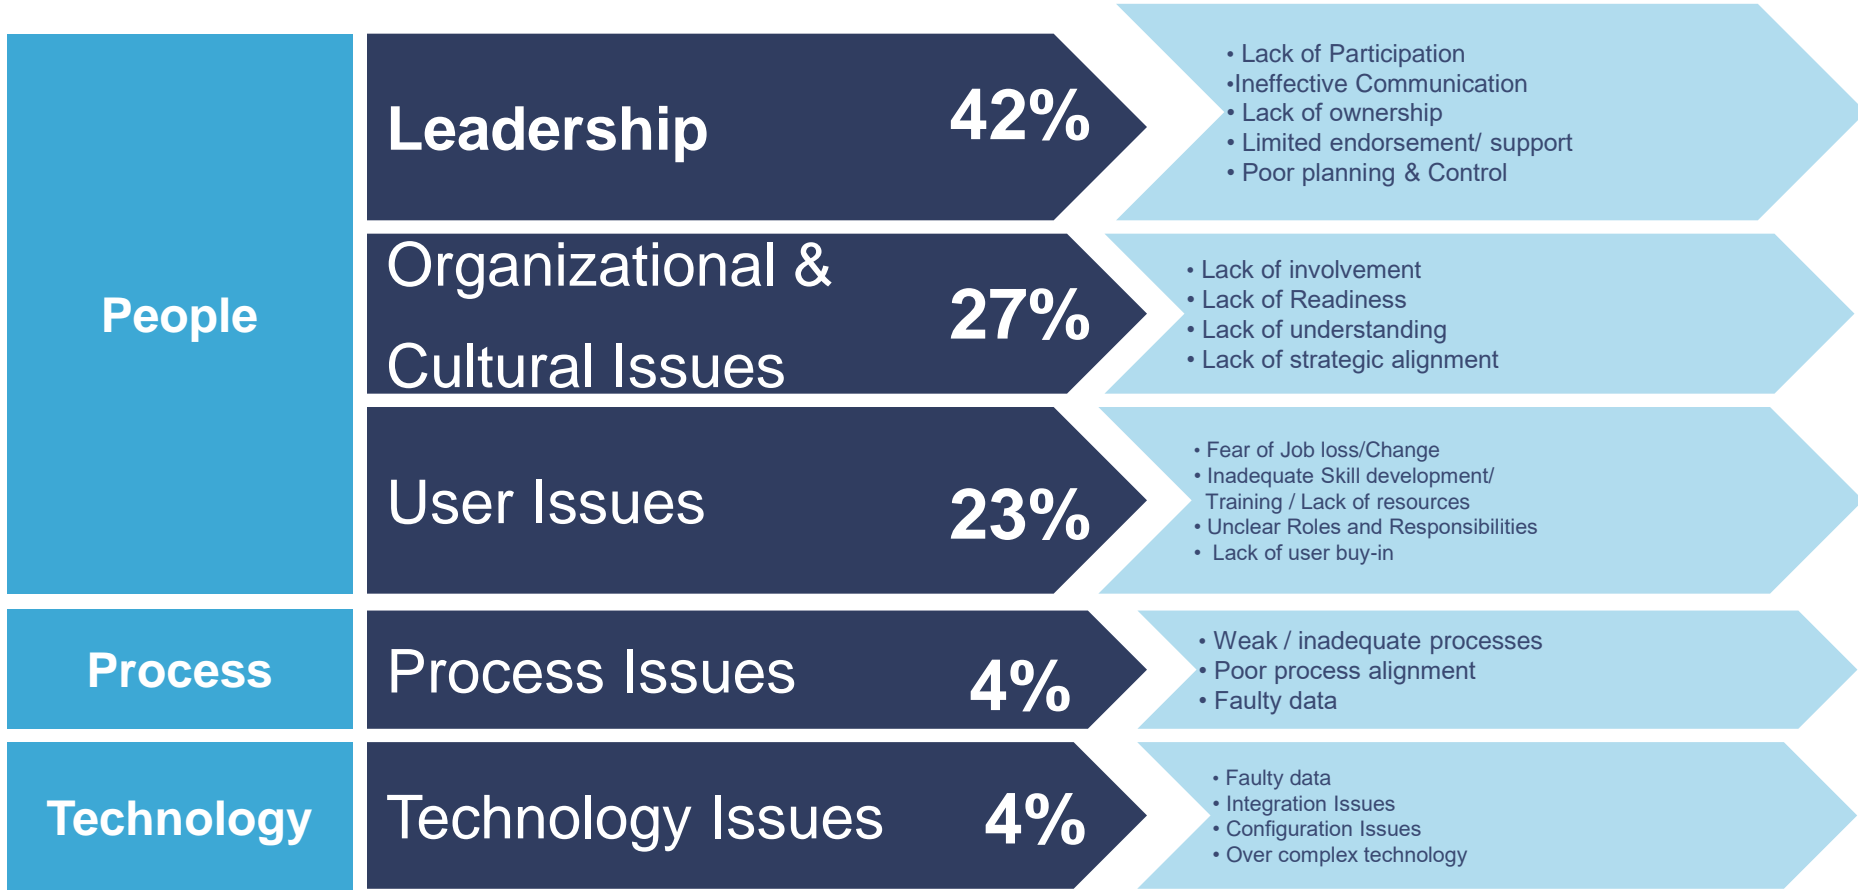 People
Leadership
42%
• Lack of Participation
•Ineffective Communication
• Lack of ownership
• Limited endorsement/ support
• Poor planning & Control
Organizational &
Cultural Issues
27%
• Lack of involvement
• Lack of Readiness
• Lack of understanding
• Lack of strategic alignment
User Issues
23%
• Fear of Job loss/Change
• Inadequate Skill development/
Training / Lack of resources
• Unclear Roles and Responsibilities
• Lack of user buy-in
Process
Process Issues
4%
• Weak / inadequate processes
• Poor process alignment
• Faulty data
Technology
Technology Issues
4%
• Faulty data
• Integration Issues
• Configuration Issues
• Over complex technology